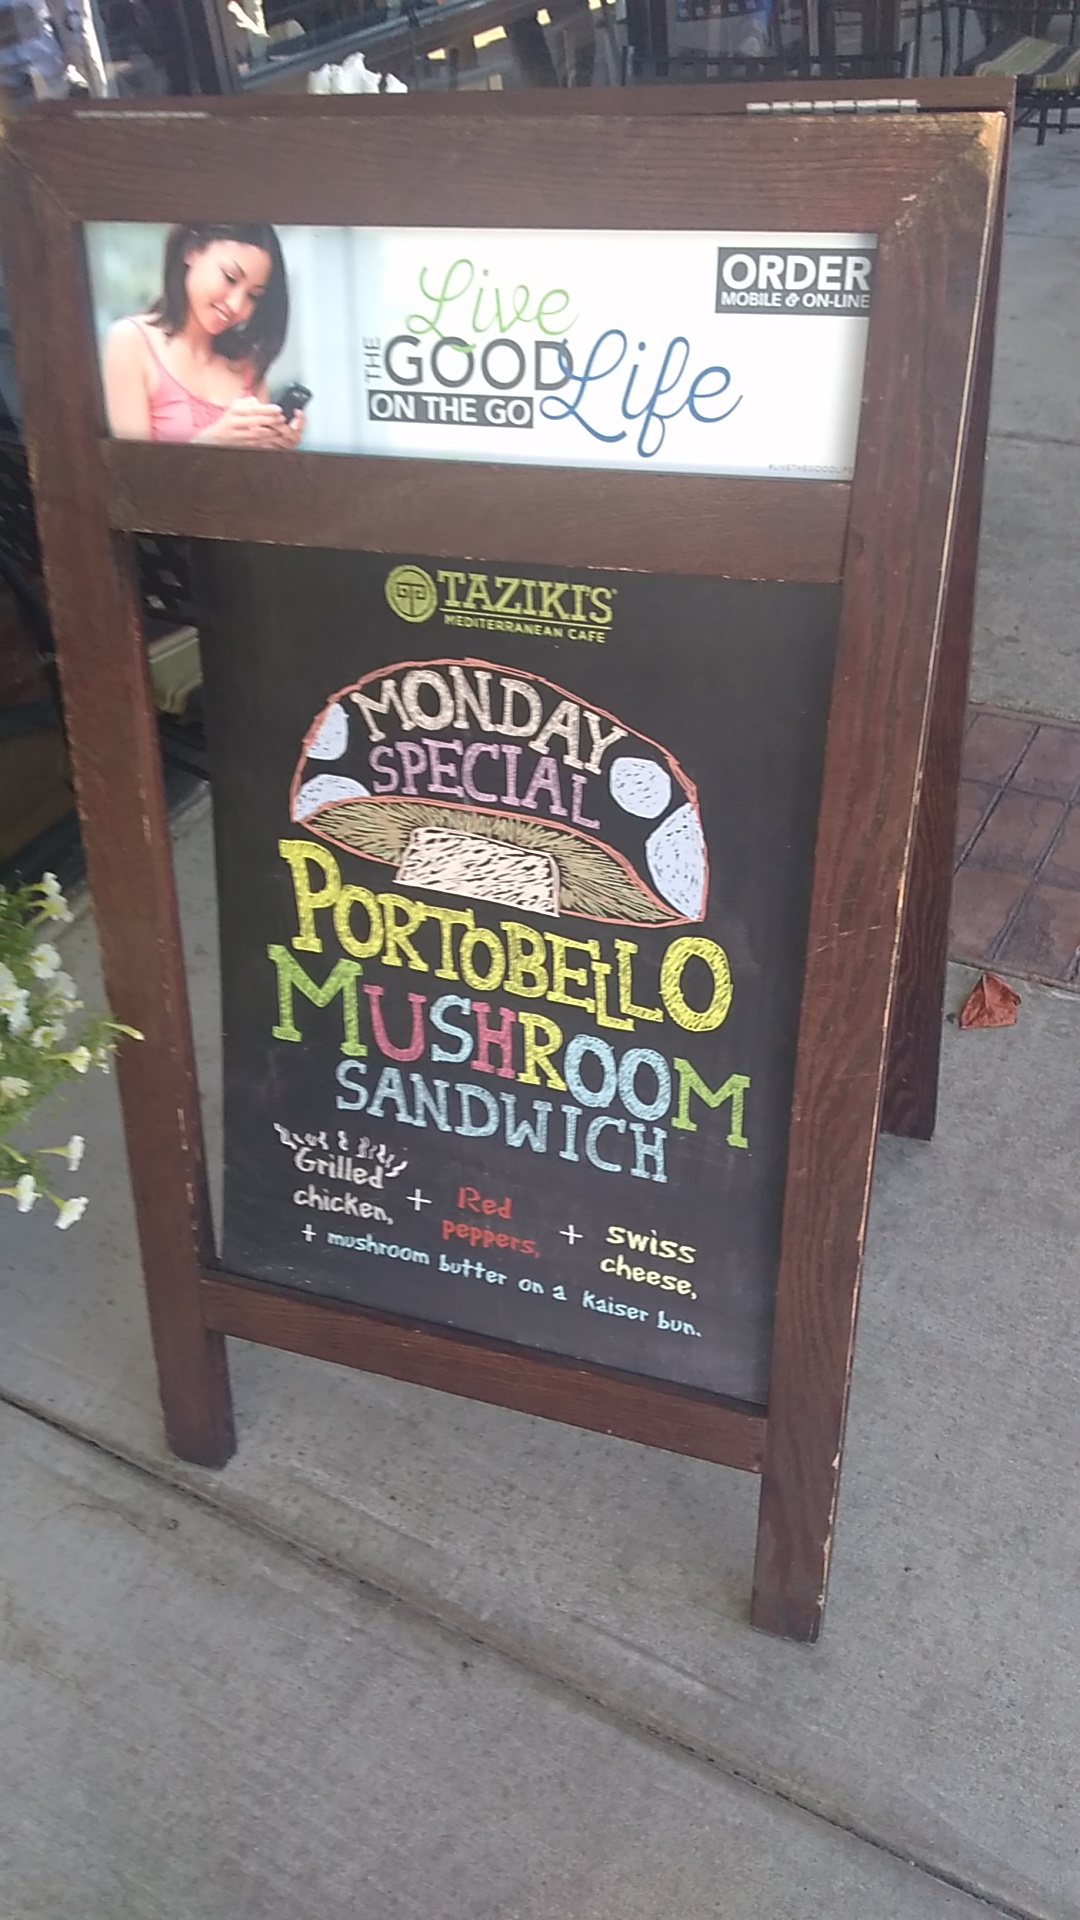 Live
THE GOOD Life
ON THE GO
ORDER
MOBILE & ON-LINE
#LIVETHEGOODLIFE
TAZIKI'S
MEDITERRANEAN CAFE
MONDAY
SPECIAL
PORTOBELLO
MUSHROOM
SANDWICH
Grilled chicken, + Red peppers, + swiss cheese,
+ mushroom butter on a Kaiser bun.